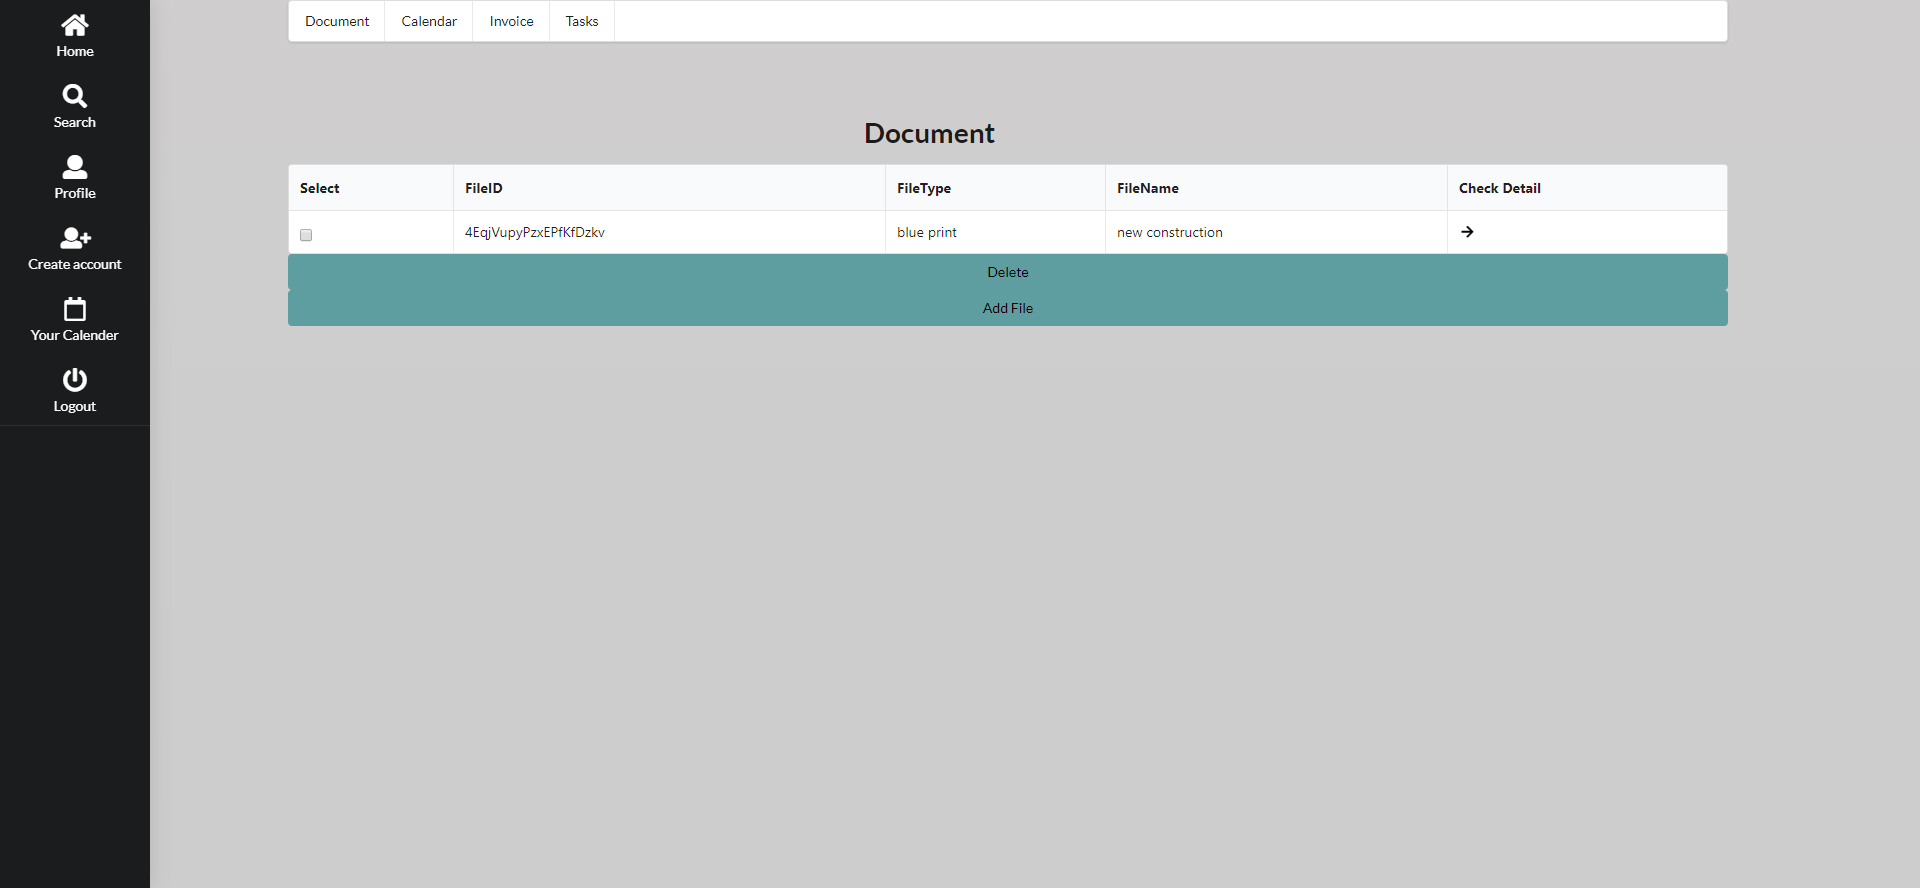 Home
Search
Profile
Create account
Your Calender
Logout
Document Calendar Invoice Tasks
Document
Select FileID FileType FileName Check Detail
4EqjVupyPzxEPfKfDzkv blue print new construction
Delete
Add File